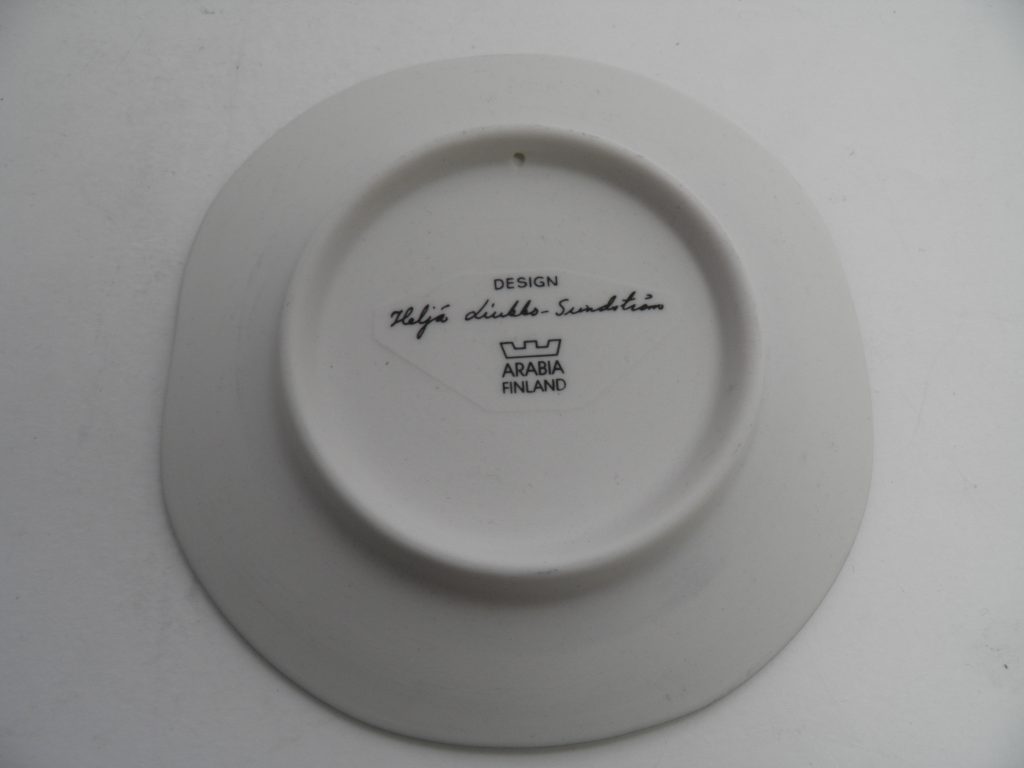 DESIGN
Heljä Liukko-Sundström
ARABIA
FINLAND